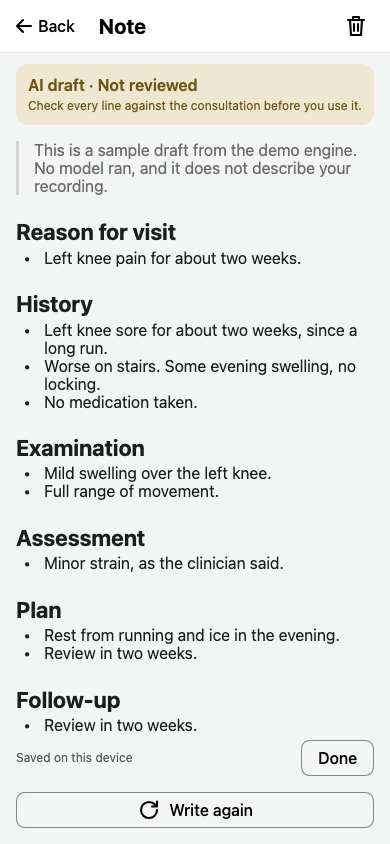 Back Note
AI draft · Not reviewed
Check every line against the consultation before you use it.
This is a sample draft from the demo engine.
No model ran, and it does not describe your
recording.
Reason for visit
• Left knee pain for about two weeks.
History
• Left knee sore for about two weeks, since a
long run.
• Worse on stairs. Some evening swelling, no
locking.
• No medication taken.
Examination
• Mild swelling over the left knee.
• Full range of movement.
Assessment
• Minor strain, as the clinician said.
Plan
• Rest from running and ice in the evening.
• Review in two weeks.
Follow-up
• Review in two weeks.
Saved on this device Done
Write again